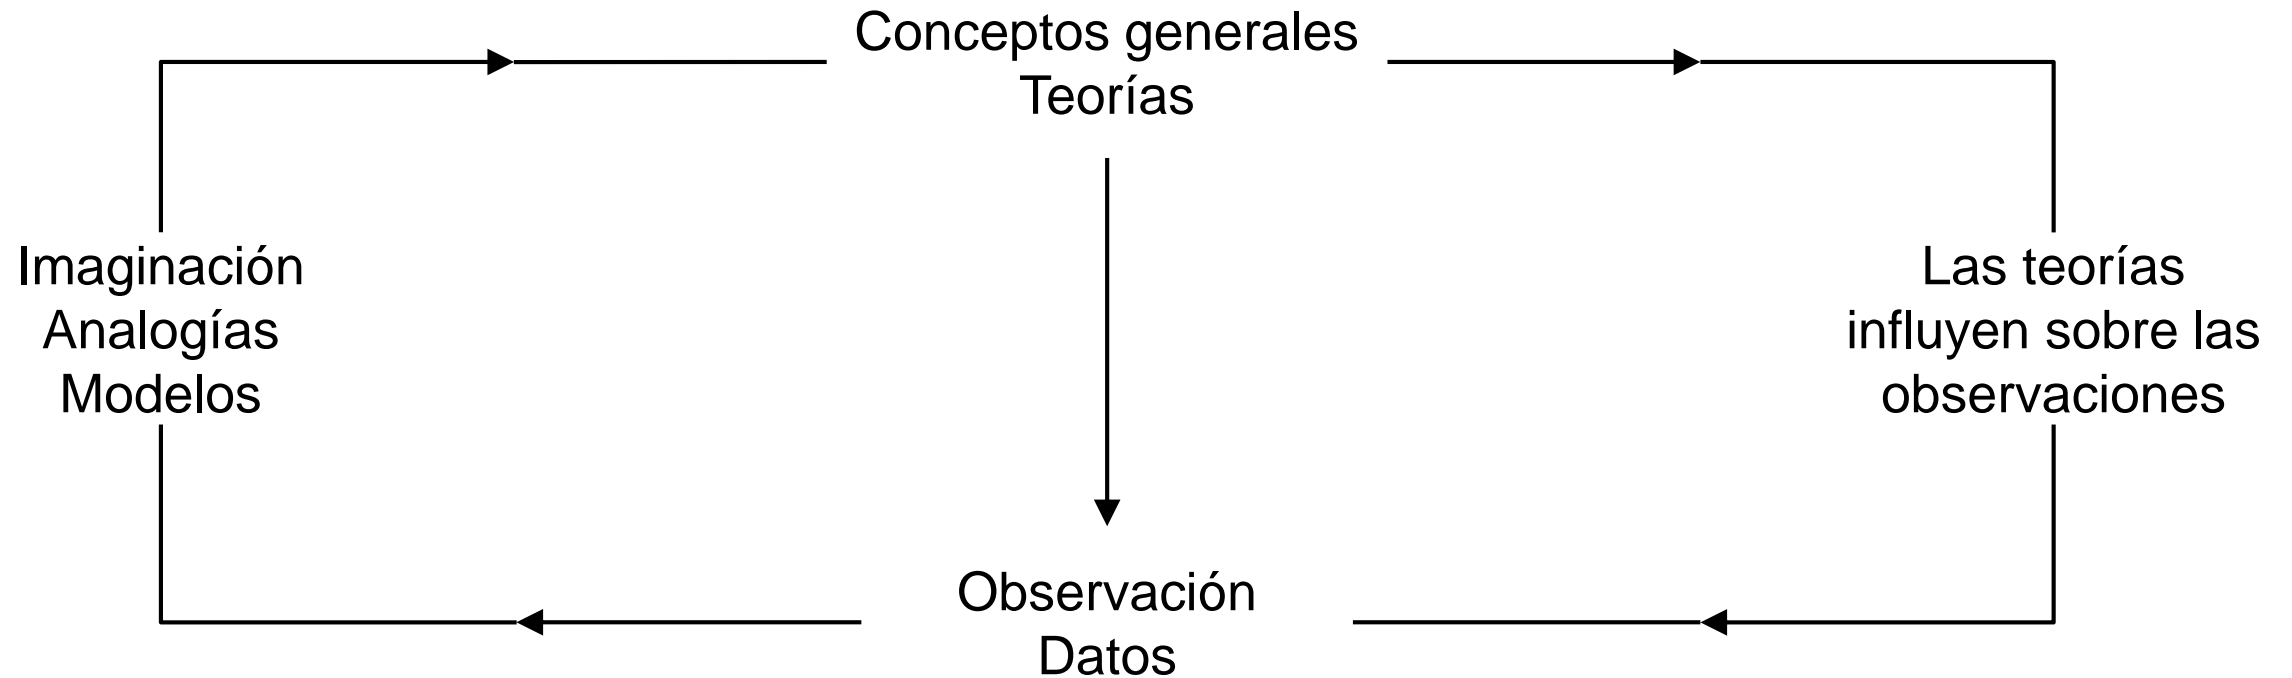 Conceptos generales
Teorías
Imaginación
Analogías
Modelos
Las teorías
influyen sobre las
observaciones
Observación
Datos